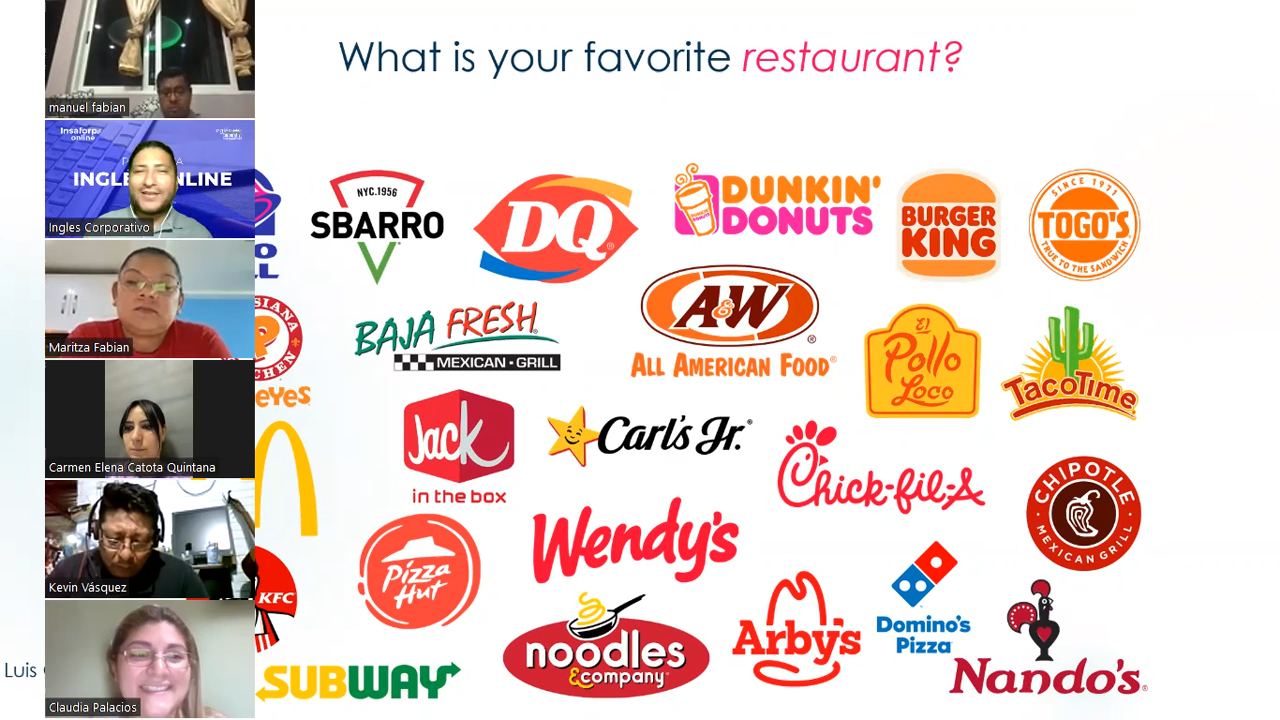 What is your favorite restaurant?
manuel fabian
Insaforp
online
INGLE NLINE
Ingles Corporativo
Maritza Fabian
Carmen Elena Catota Quintana
Kevin Vásquez
Claudia Palacios
Luis
NYC.1956
SBARRO
DQ
DUNKIN'
DONUTS
BURGER
KING
SINCE 1971
TOGO'S
TRUE TO THE SANDWICH
BAJA FRESH
MEXICAN • GRILL
A&W
ALL AMERICAN FOOD
El
Pollo
Loco
TacoTime
eyes
Jack
in the box
Carl's Jr.
Chick-fil-A
CHIPOTLE
MEXICAN GRILL
Pizza
Hut
Wendy's
KFC
SUBWAY
noodles
& company
Arby's
Domino's
Pizza
Nando's